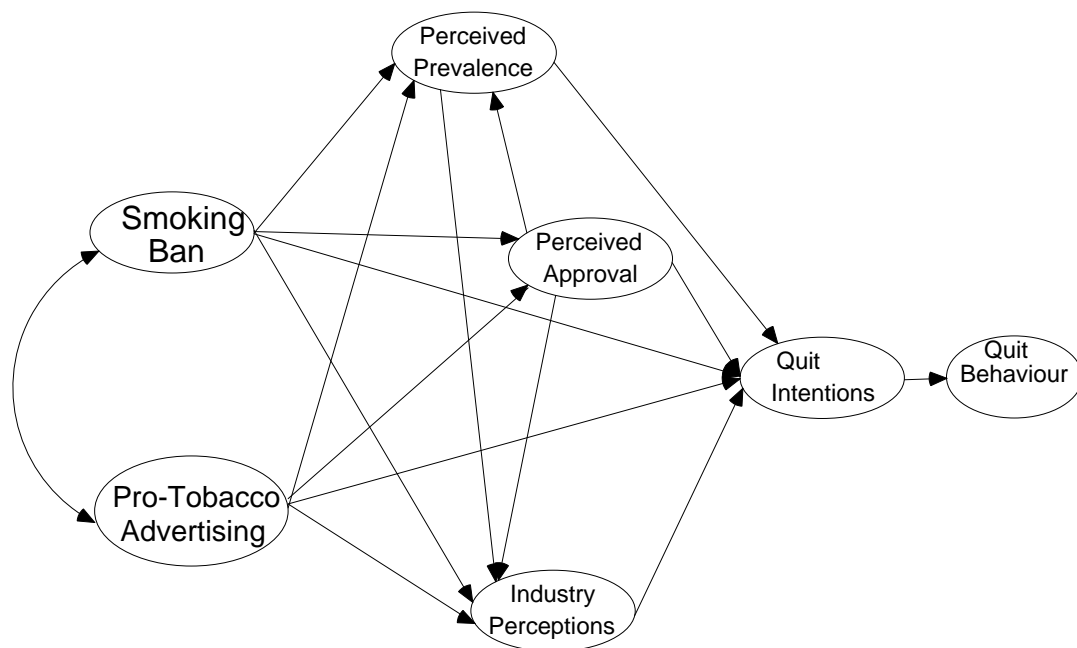 Perceived
Prevalence
Smoking
Ban
Perceived
Approval
Quit
Intentions
Quit
Behaviour
Pro-Tobacco
Advertising
Industry
Perceptions